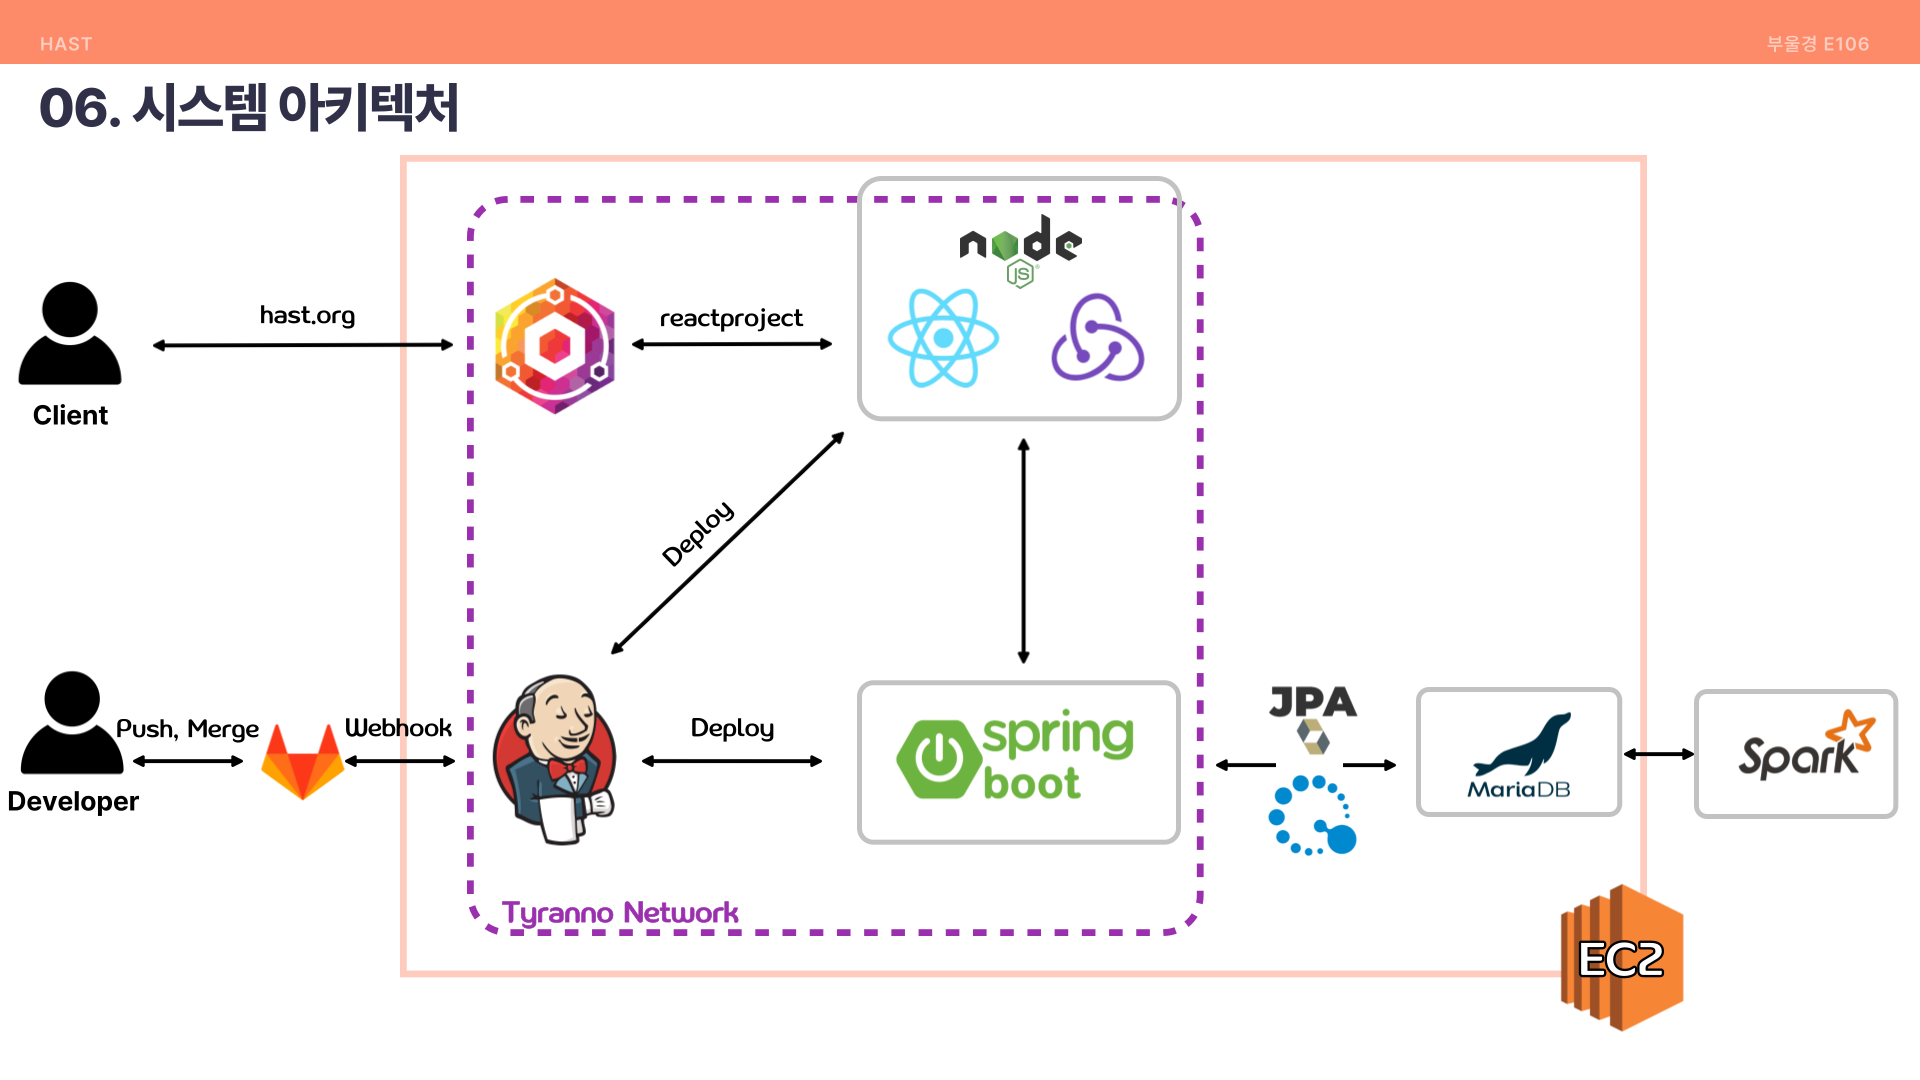 HAST
부울경 E106
06. 시스템 아키텍처
node
JS
hast.org
reactproject
Client
Deploy
Push, Merge
Webhook
Deploy
spring
boot
JPA
MariaDB
Spark
Developer
Tyranno Network
EC2